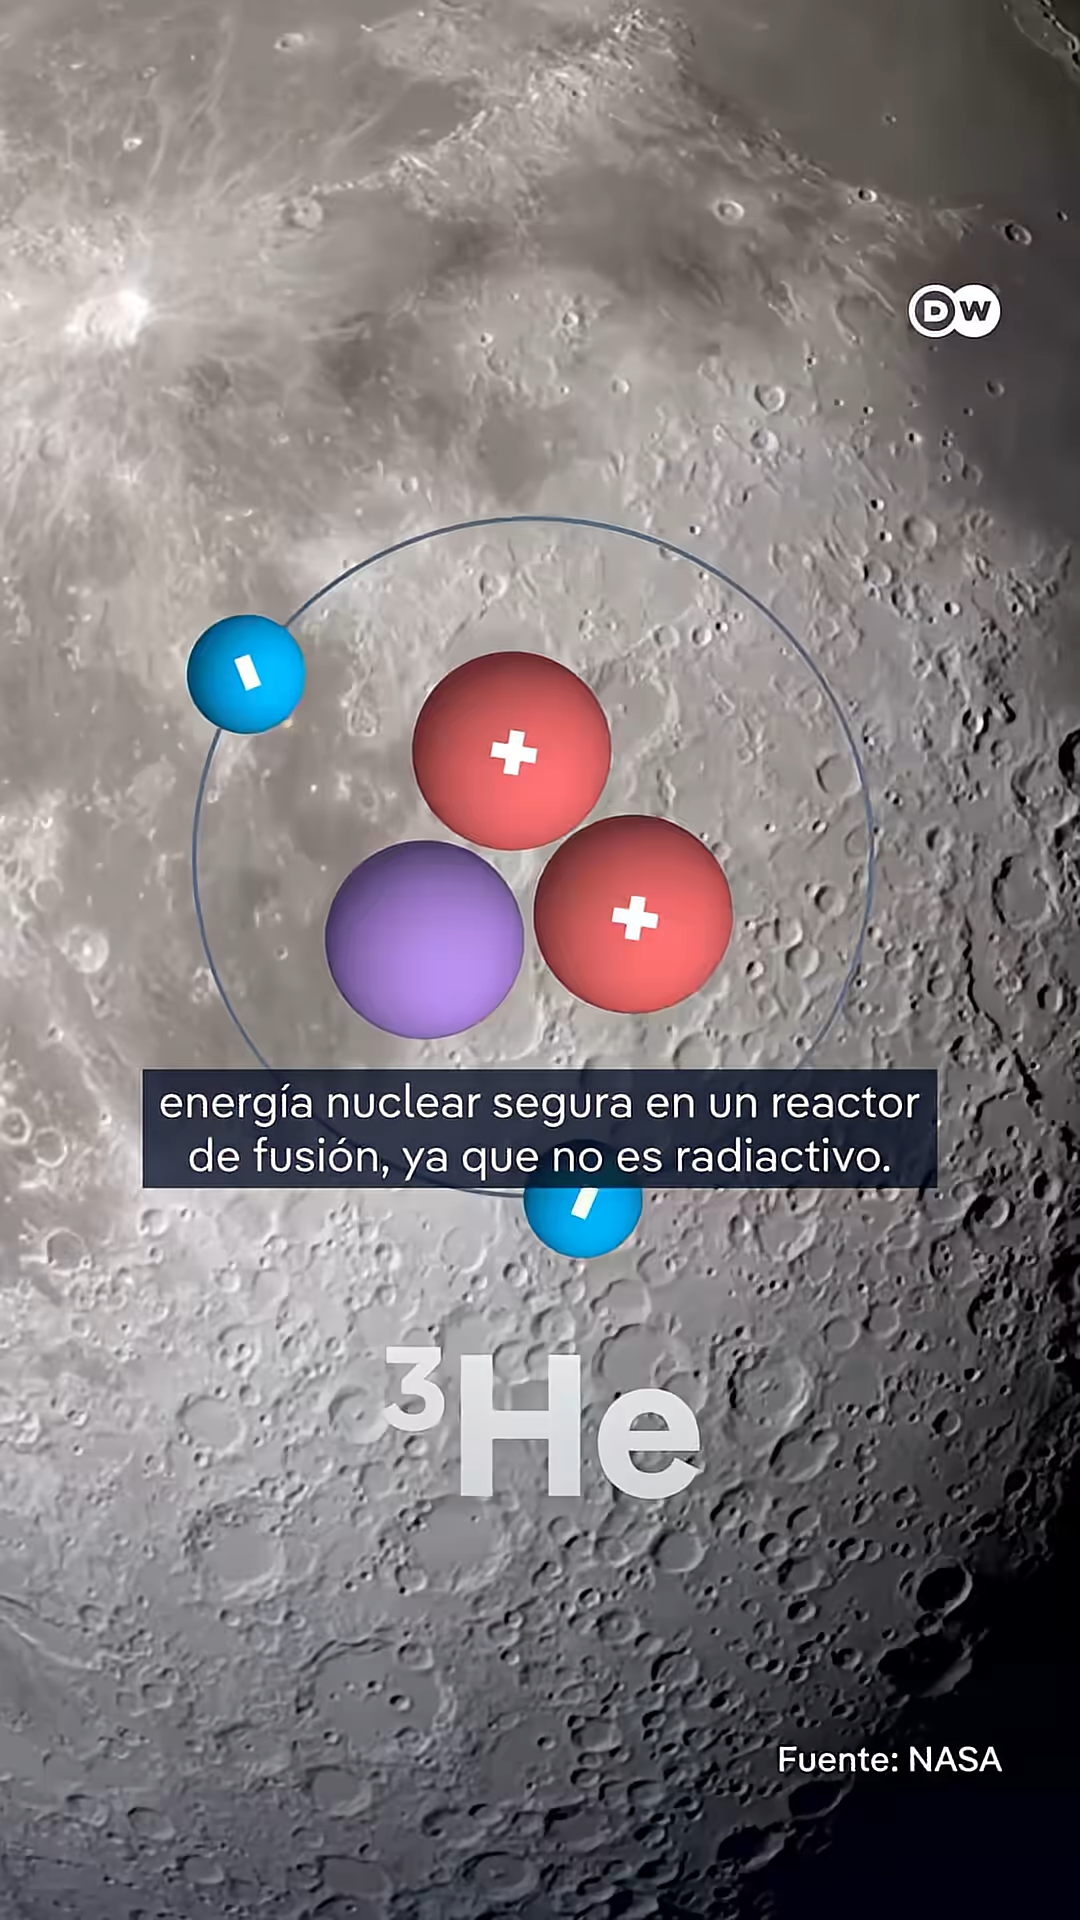 DW
+
-
+
energía nuclear segura en un reactor
de fusión, ya que no es radiactivo.
-
³He
Fuente: NASA